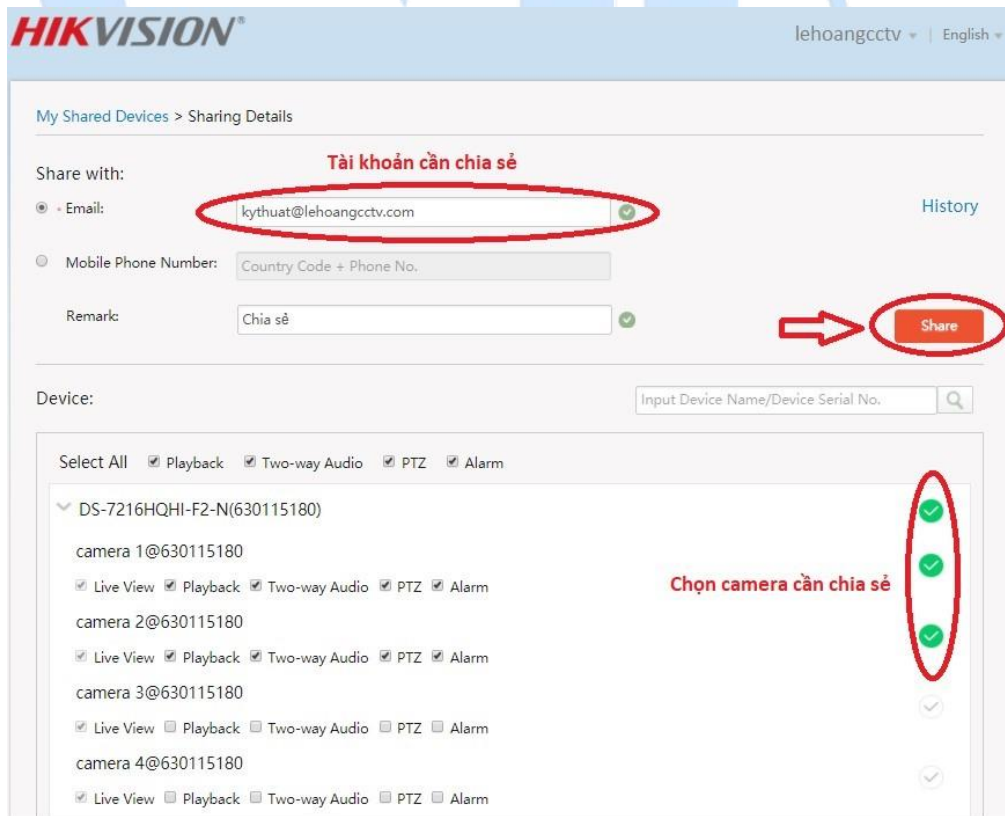 HIKVISION®
lehoangcctv | English
My Shared Devices > Sharing Details
Tài khoản cần chia sẻ
Share with:
Email: kythuat@lehoangcctv.com
History
Mobile Phone Number: Country Code + Phone No.
Remark: Chia sẻ
Share
Device: Input Device Name/Device Serial No.
Select All Playback Two-way Audio PTZ Alarm
DS-7216HQHI-F2-N(630115180)
camera 1@630115180
Live View Playback Two-way Audio PTZ Alarm
Chọn camera cần chia sẻ
camera 2@630115180
Live View Playback Two-way Audio PTZ Alarm
camera 3@630115180
Live View Playback Two-way Audio PTZ Alarm
camera 4@630115180
Live View Playback Two-way Audio PTZ Alarm